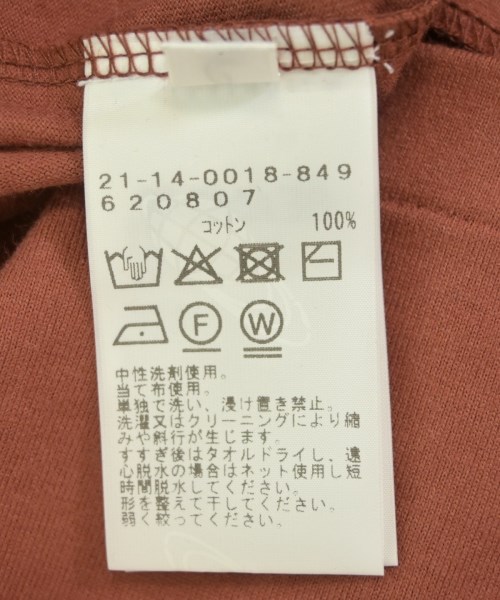 21-14-0018-849
620807
コットン 100%
F W
中性洗剤使用。
当て布使用。
単独で洗い、浸け置き禁止。
洗濯又はクリーニングにより縮
みや斜行が生じます。
すすぎ後はタオルドライし、遠
心脱水の場合はネット使用し短
時間脱水してください。
形を整えて干してください。
弱く絞ってください。